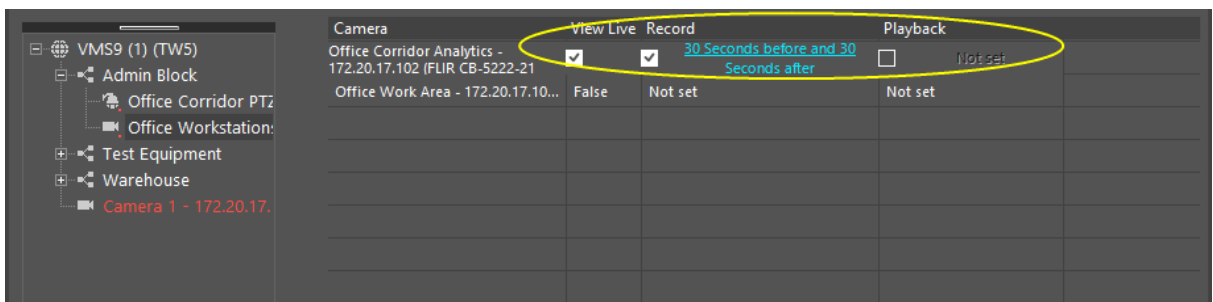 VMS9 (1) (TW5)
Admin Block
Office Corridor PTZ
Office Workstations
Test Equipment
Warehouse
Camera 1 - 172.20.17.
Camera View Live Record Playback
Office Corridor Analytics -
172.20.17.102 (FLIR CB-5222-21
30 Seconds before and 30
Seconds after
Not set
Office Work Area - 172.20.17.10... False Not set Not set